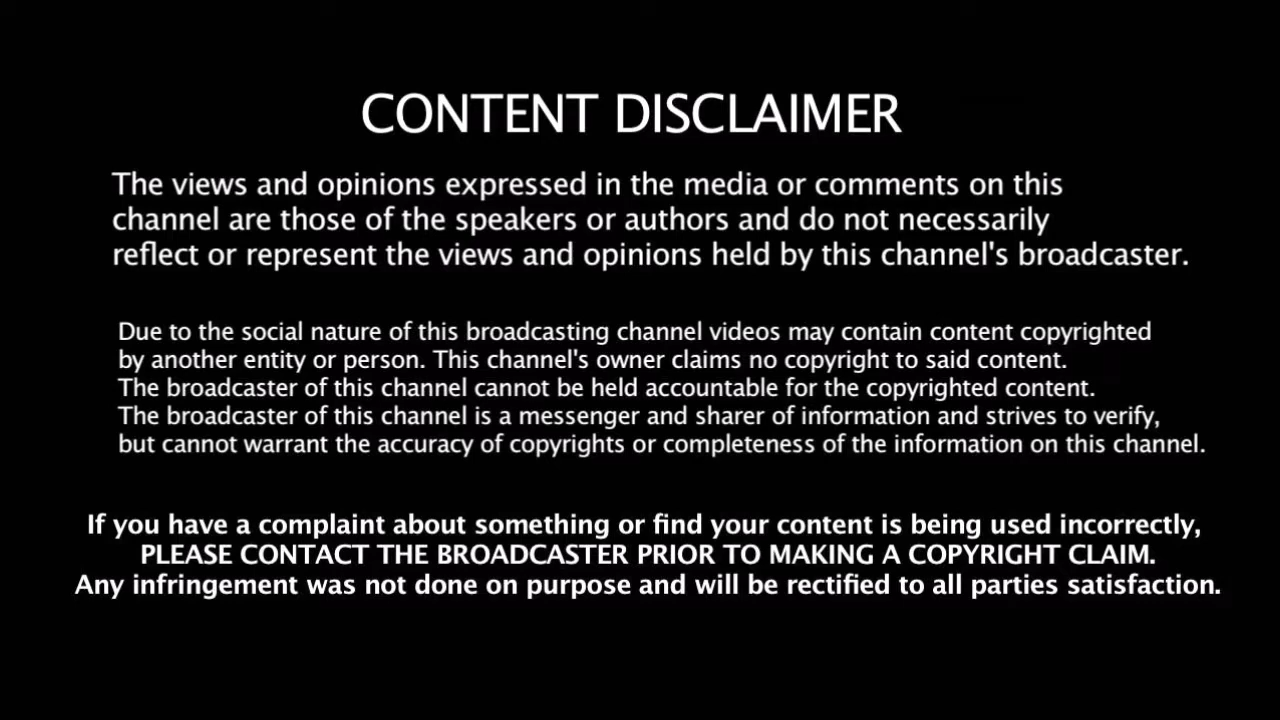 CONTENT DISCLAIMER
The views and opinions expressed in the media or comments on this
channel are those of the speakers or authors and do not necessarily
reflect or represent the views and opinions held by this channel's broadcaster.
Due to the social nature of this broadcasting channel videos may contain content copyrighted
by another entity or person. This channel's owner claims no copyright to said content.
The broadcaster of this channel cannot be held accountable for the copyrighted content.
The broadcaster of this channel is a messenger and sharer of information and strives to verify,
but cannot warrant the accuracy of copyrights or completeness of the information on this channel.
If you have a complaint about something or find your content is being used incorrectly,
PLEASE CONTACT THE BROADCASTER PRIOR TO MAKING A COPYRIGHT CLAIM.
Any infringement was not done on purpose and will be rectified to all parties satisfaction.